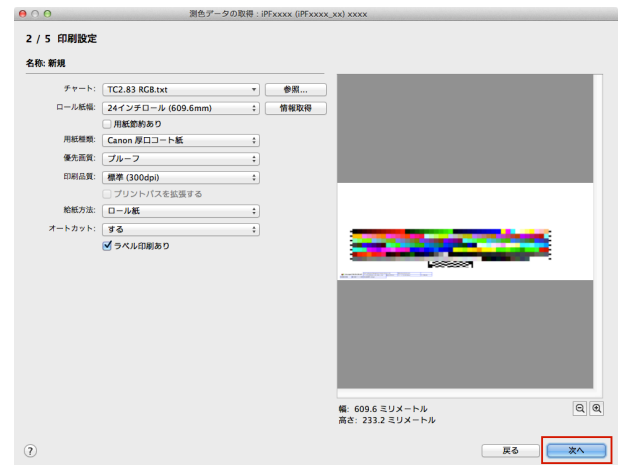 測色データの取得 : iPFxxxx (iPFxxxx_xx) xxxx
2 / 5 印刷設定
名称: 新規
チャート: TC2.83 RGB.txt 参照...
ロール紙幅: 24インチロール (609.6mm) 情報取得
用紙節約あり
用紙種類: Canon 厚口コート紙
優先画質: プルーフ
印刷品質: 標準 (300dpi)
プリントパスを拡張する
給紙方法: ロール紙
オートカット: する
ラベル印刷あり
幅: 609.6 ミリメートル
高さ: 233.2 ミリメートル
? 戻る 次へ